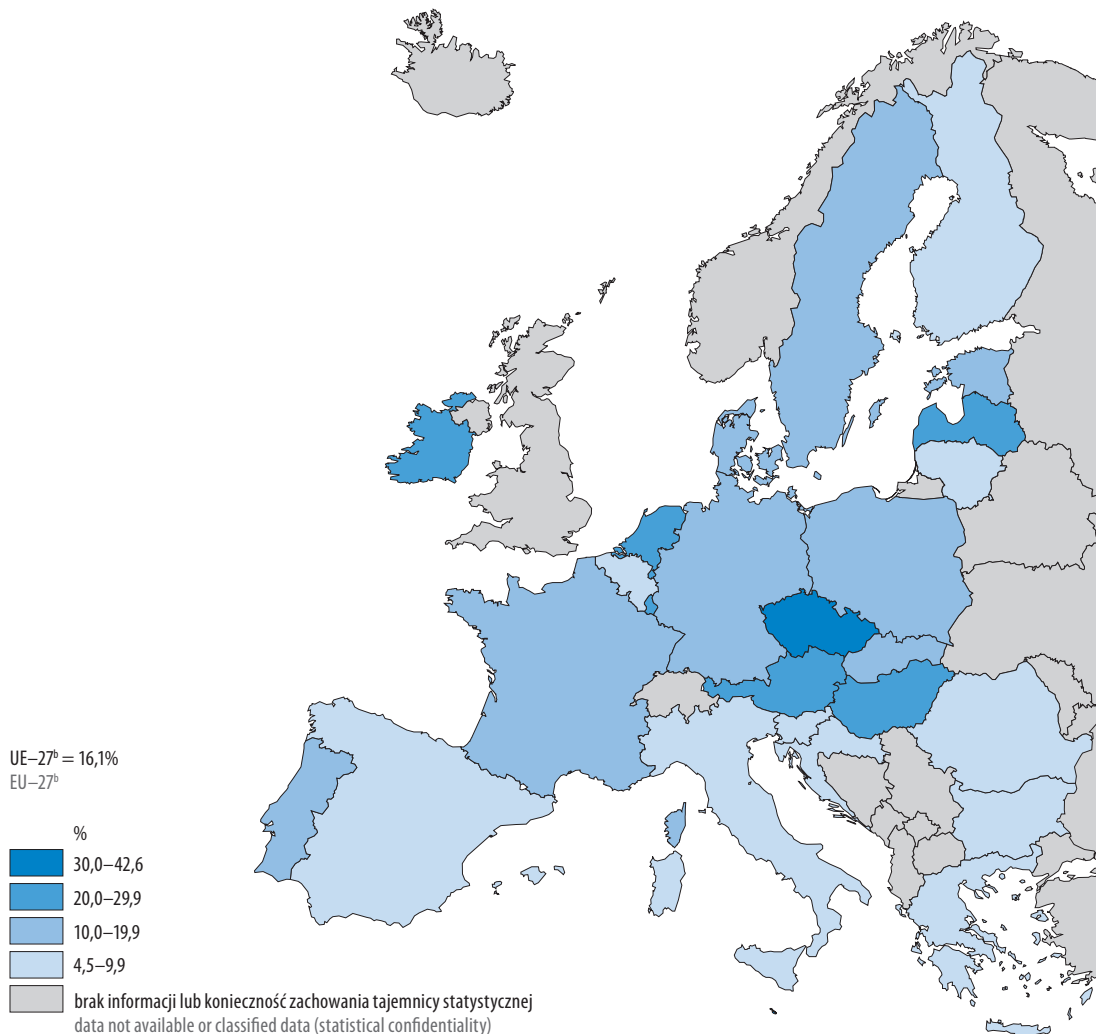 UE–27ᵇ = 16,1%
EU–27ᵇ
%
30,0–42,6
20,0–29,9
10,0–19,9
4,5–9,9
brak informacji lub konieczność zachowania tajemnicy statystycznej
data not available or classified data (statistical confidentiality)